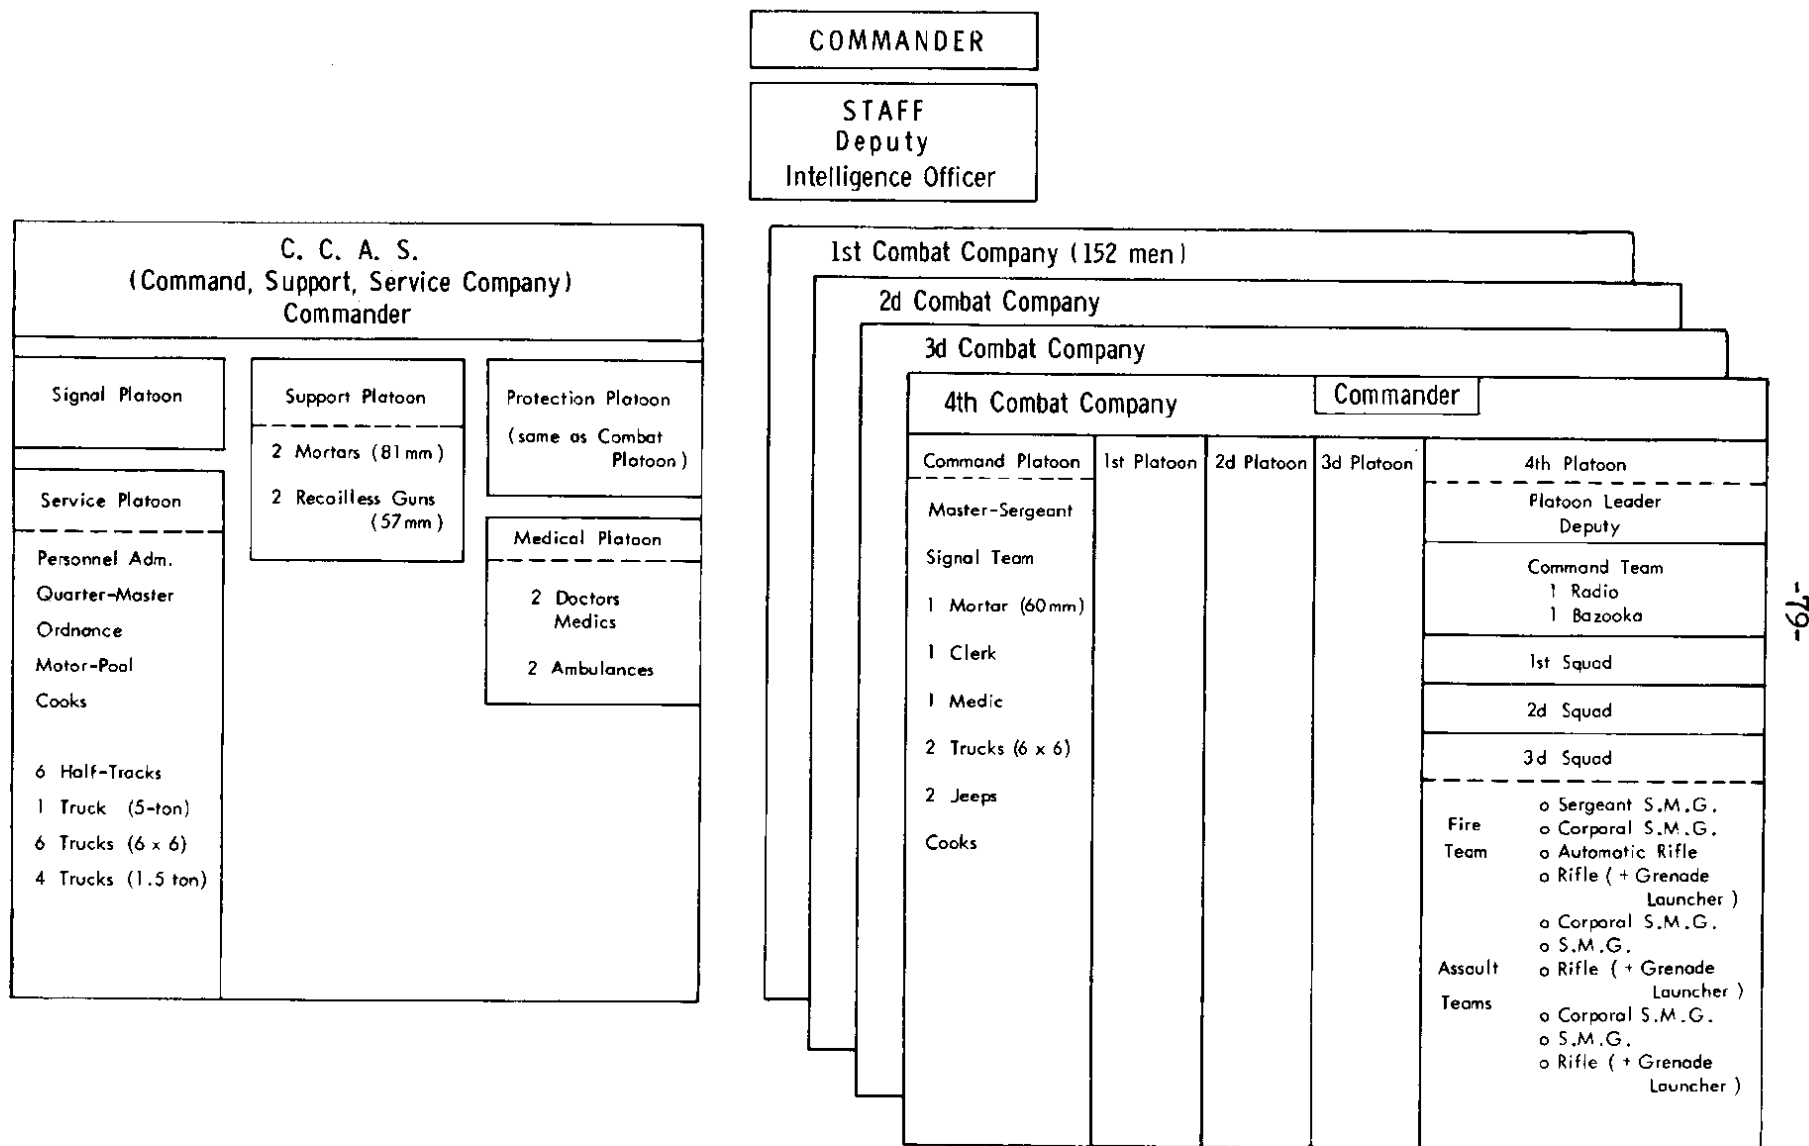 COMMANDER
STAFF
Deputy
Intelligence Officer
C. C. A. S.
(Command, Support, Service Company)
Commander
Signal Platoon
Service Platoon
Personnel Adm.
Quarter-Master
Ordnance
Motor-Pool
Cooks
6 Half-Tracks
1 Truck (5-ton)
6 Trucks (6 x 6)
4 Trucks (1.5 ton)
Support Platoon
2 Mortars (81mm)
2 Recoilless Guns
(57mm)
Protection Platoon
(same as Combat
Platoon)
Medical Platoon
2 Doctors
Medics
2 Ambulances
1st Combat Company (152 men)
2d Combat Company
3d Combat Company
4th Combat Company
Commander
Command Platoon
Master-Sergeant
Signal Team
1 Mortar (60mm)
1 Clerk
1 Medic
2 Trucks (6 x 6)
2 Jeeps
Cooks
1st Platoon
2d Platoon
3d Platoon
4th Platoon
Platoon Leader
Deputy
Command Team
1 Radio
1 Bazooka
1st Squad
2d Squad
3d Squad
Fire
Team
o Sergeant S.M.G.
o Corporal S.M.G.
o Automatic Rifle
o Rifle ( + Grenade
Launcher )
Assault
Teams
o Corporal S.M.G.
o S.M.G.
o Rifle ( + Grenade
Launcher )
o Corporal S.M.G.
o S.M.G.
o Rifle ( + Grenade
Launcher )
-79-